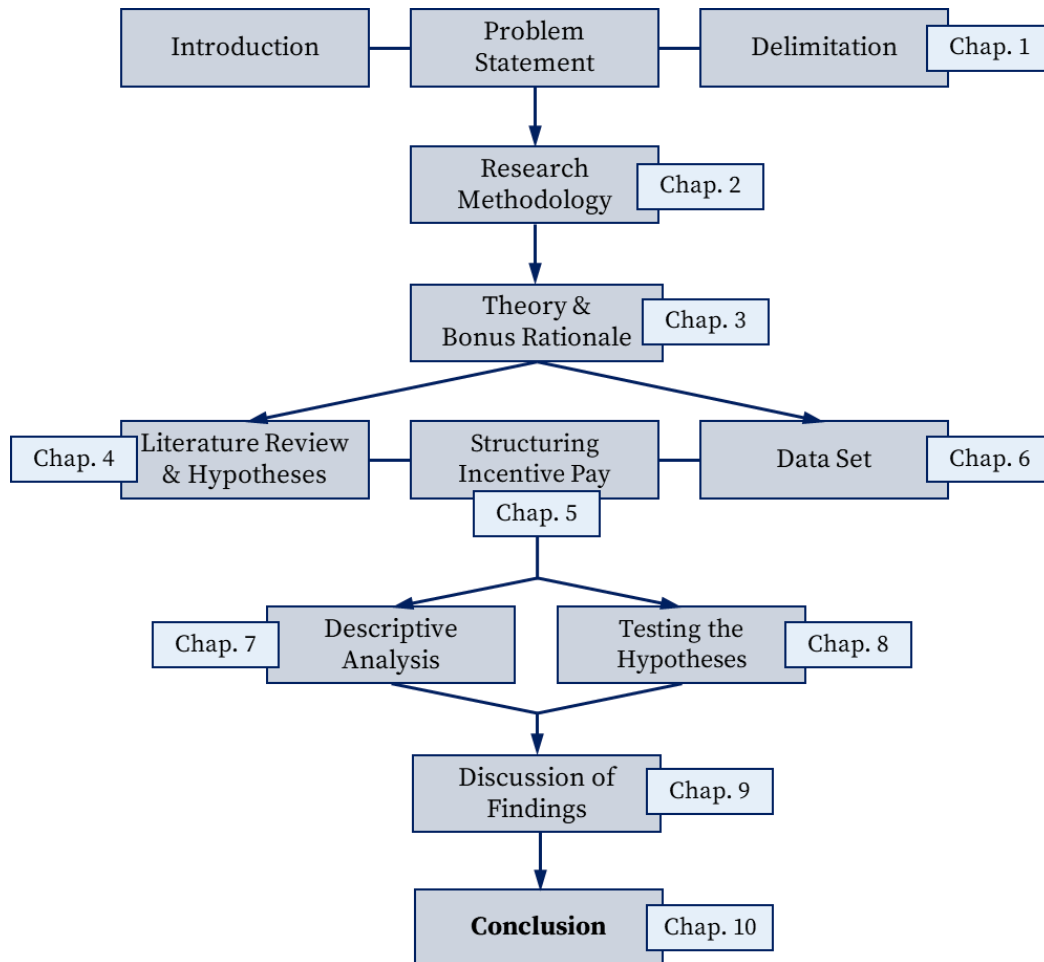 Introduction
Problem
Statement
Delimitation
Chap. 1
Research
Methodology
Chap. 2
Theory &
Bonus Rationale
Chap. 3
Chap. 4
Literature Review
& Hypotheses
Structuring
Incentive Pay
Chap. 5
Data Set
Chap. 6
Chap. 7
Descriptive
Analysis
Testing the
Hypotheses
Chap. 8
Discussion of
Findings
Chap. 9
Conclusion
Chap. 10